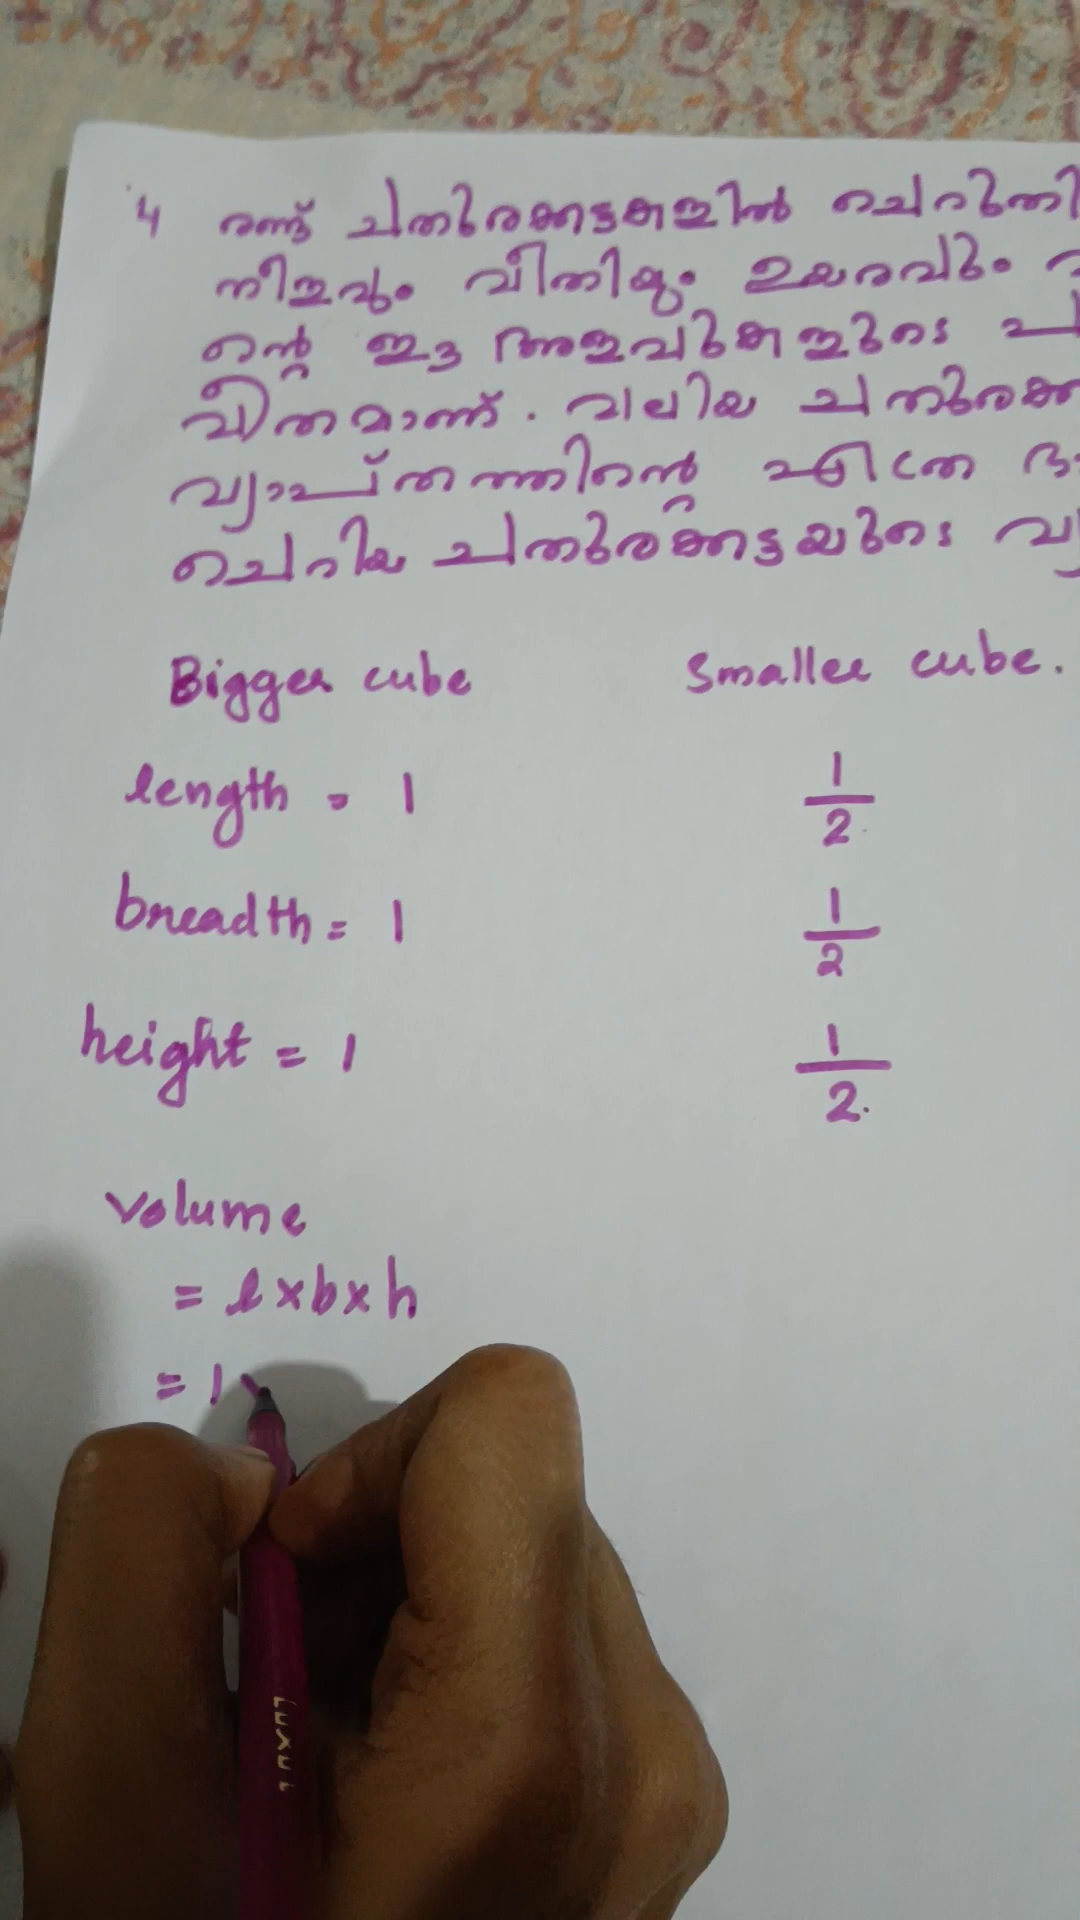 4 രണ്ട് ചതുരക്കട്ടകളിൽ ചെറുതി
നീളവും വീതിയും ഉയരവും
ന്റെ ഈ അളവുകളുടെ പ
വീതമാണ്. വലിയ ചതുരക്ക
വ്യാപ്തത്തിന്റെ എത്ര ഭാ
ചെറിയ ചതുരക്കട്ടയുടെ വ്യ
Bigger cube Smaller cube.
length = 1 1/2
breadth = 1 1/2
height = 1 1/2.
volume
= l x b x h
= 1
LUXOR